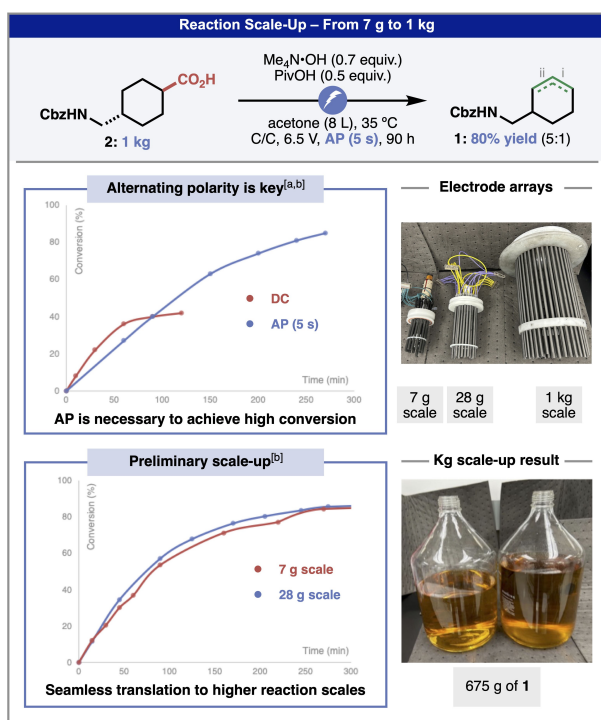 Reaction Scale-Up – From 7 g to 1 kg
CO₂H
CbzHN
2: 1 kg
Me₄N•OH (0.7 equiv.)
PivOH (0.5 equiv.)
acetone (8 L), 35 ºC
C/C, 6.5 V, AP (5 s), 90 h
ii
i
CbzHN
1: 80% yield (5:1)
Alternating polarity is key[a,b]
Conversion (%)
100
80
60
40
20
0
0
50
100
150
200
250
300
Time (min)
DC
AP (5 s)
AP is necessary to achieve high conversion
Electrode arrays
7 g
scale
28 g
scale
1 kg
scale
Preliminary scale-up[b]
Conversion (%)
100
80
60
40
20
0
0
50
100
150
200
250
300
Time (min)
7 g scale
28 g scale
Seamless translation to higher reaction scales
Kg scale-up result
675 g of 1